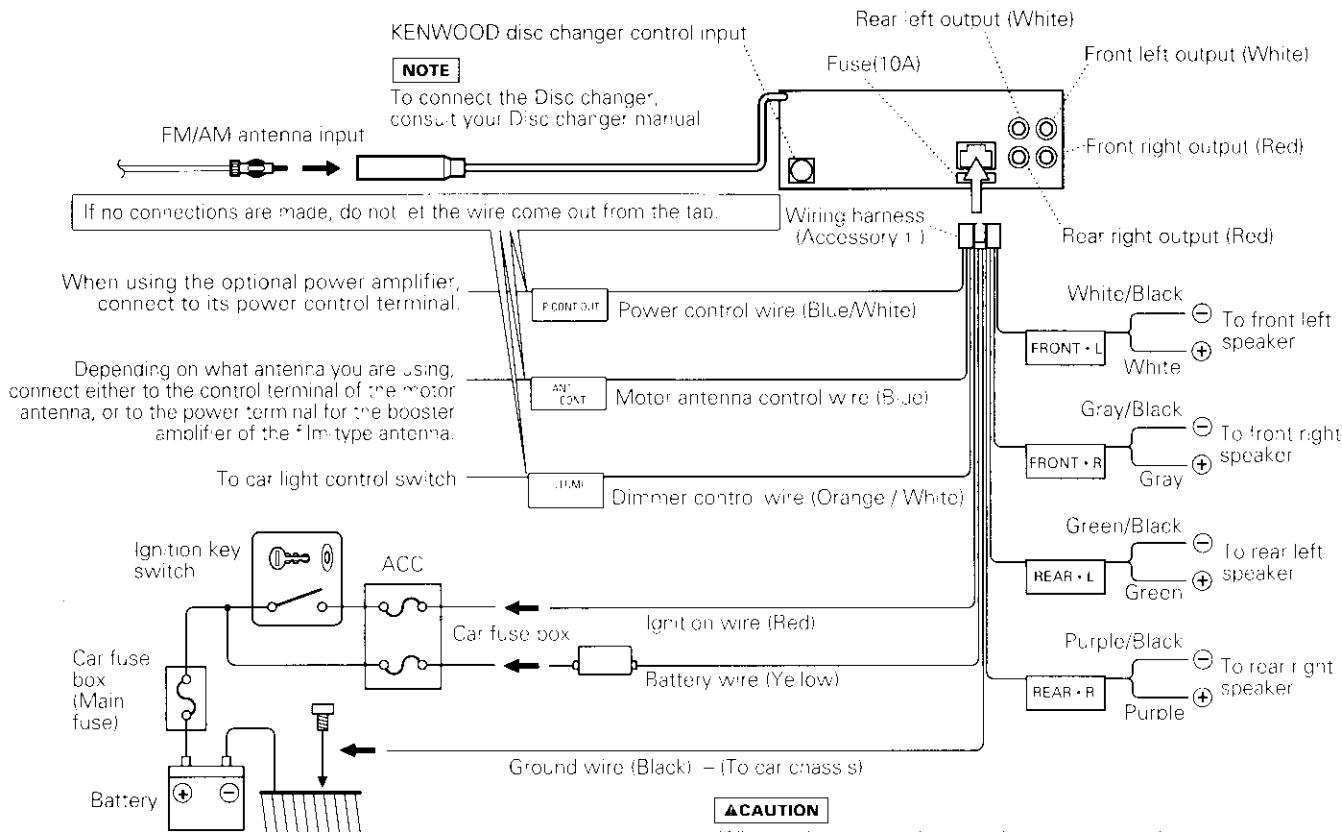 Rear left output (White)
KENWOOD disc changer control input
Front left output (White)
Fuse(10A)
NOTE
To connect the Disc changer,
consult your Disc changer manual
FM/AM antenna input
Front right output (Red)
If no connections are made, do not let the wire come out from the tab.
Wiring harness
(Accessory 1)
Rear right output (Red)
When using the optional power amplifier,
connect to its power control terminal.
P.CONT OUT
Power control wire (Blue/White)
White/Black
⊖ To front left
speaker
FRONT・L
⊕
White
Depending on what antenna you are using,
connect either to the control terminal of the motor
antenna, or to the power terminal for the booster
amplifier of the film-type antenna.
ANT
CONT
Motor antenna control wire (Blue)
Gray/Black
⊖ To front right
speaker
FRONT・R
⊕
Gray
To car light control switch
Dimmer control wire (Orange / White)
Green/Black
⊖ To rear left
speaker
REAR・L
⊕
Green
Ignition key
switch
ACC
Ignition wire (Red)
Car fuse box
Battery wire (Yellow)
Purple/Black
⊖ To rear right
speaker
REAR・R
⊕
Purple
Car fuse
box
(Main
fuse)
Ground wire (Black) – (To car chassis)
Battery
⊕ ⊖
▲CAUTION